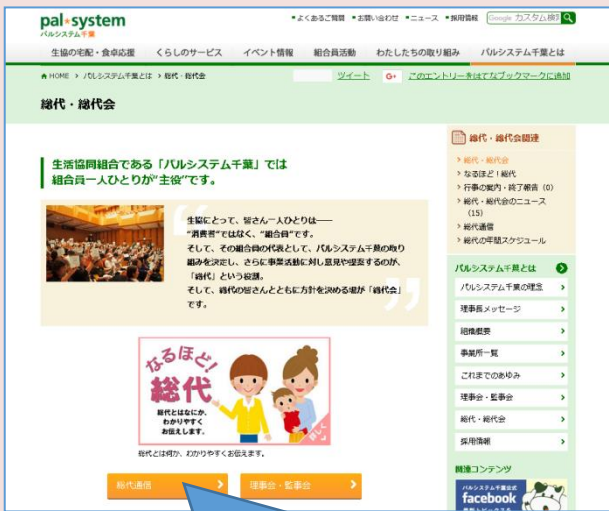 pal*system
パルシステム千葉
■よくあるご質問 ■お問い合わせ ■ニュース ■採用情報
Google カスタム検
生協の宅配・食卓応援 くらしのサービス イベント情報 組合員活動 わたしたちの取り組み パルシステム千葉とは
HOME › パルシステム千葉とは › 総代・総代会
ツイート G+ このエントリーをはてなブックマークに追加
総代・総代会
生活協同組合である「パルシステム千葉」では
組合員一人ひとりが“主役”です。
生協にとって、皆さん一人ひとりは――
“消費者”ではなく、“組合員”です。
そして、その組合員の代表として、パルシステム千葉の取り
組みを決定し、さらに事業活動に対し意見や提案するのが、
「総代」という役割。
そして、総代の皆さんとともに方針を決める場が「総代会」
です。
なるほど!
総代
総代とはなにか、
わかりやすく
お伝えします。
詳しく
総代とは何か、わかりやすくお伝えます。
総代通信 ›
理事会・監事会 ›
総代・総代会関連
› 総代・総代会
› なるほど!総代
› 行事の案内・終了報告 (0)
› 総代・総代会のニュース
(15)
› 総代通信
› 総代の年間スケジュール
パルシステム千葉とは
パルシステム千葉の理念 ›
理事長メッセージ ›
組織概要 ›
事業所一覧 ›
これまでのあゆみ ›
理事会・監事会 ›
総代・総代会 ›
採用情報 ›
関連コンテンツ
パルシステム千葉公式
facebook